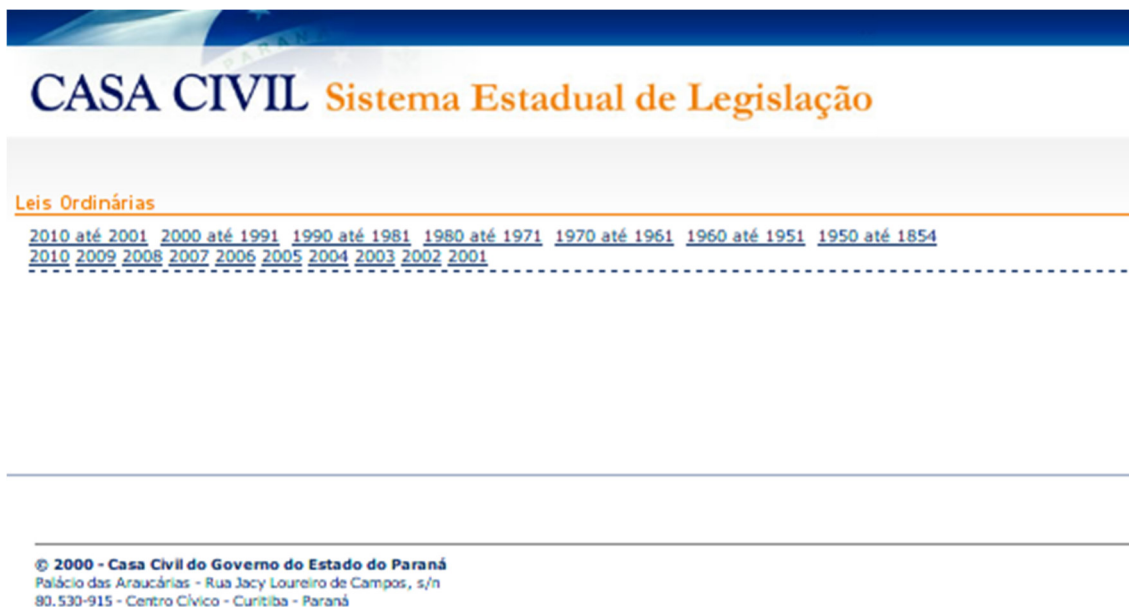 PARANÁ
CASA CIVIL Sistema Estadual de Legislação
Leis Ordinárias
2010 até 2001 2000 até 1991 1990 até 1981 1980 até 1971 1970 até 1961 1960 até 1951 1950 até 1854
2010 2009 2008 2007 2006 2005 2004 2003 2002 2001
© 2000 - Casa Civil do Governo do Estado do Paraná
Palácio das Araucárias - Rua Jacy Loureiro de Campos, s/n
80.530-915 - Centro Cívico - Curitiba - Paraná